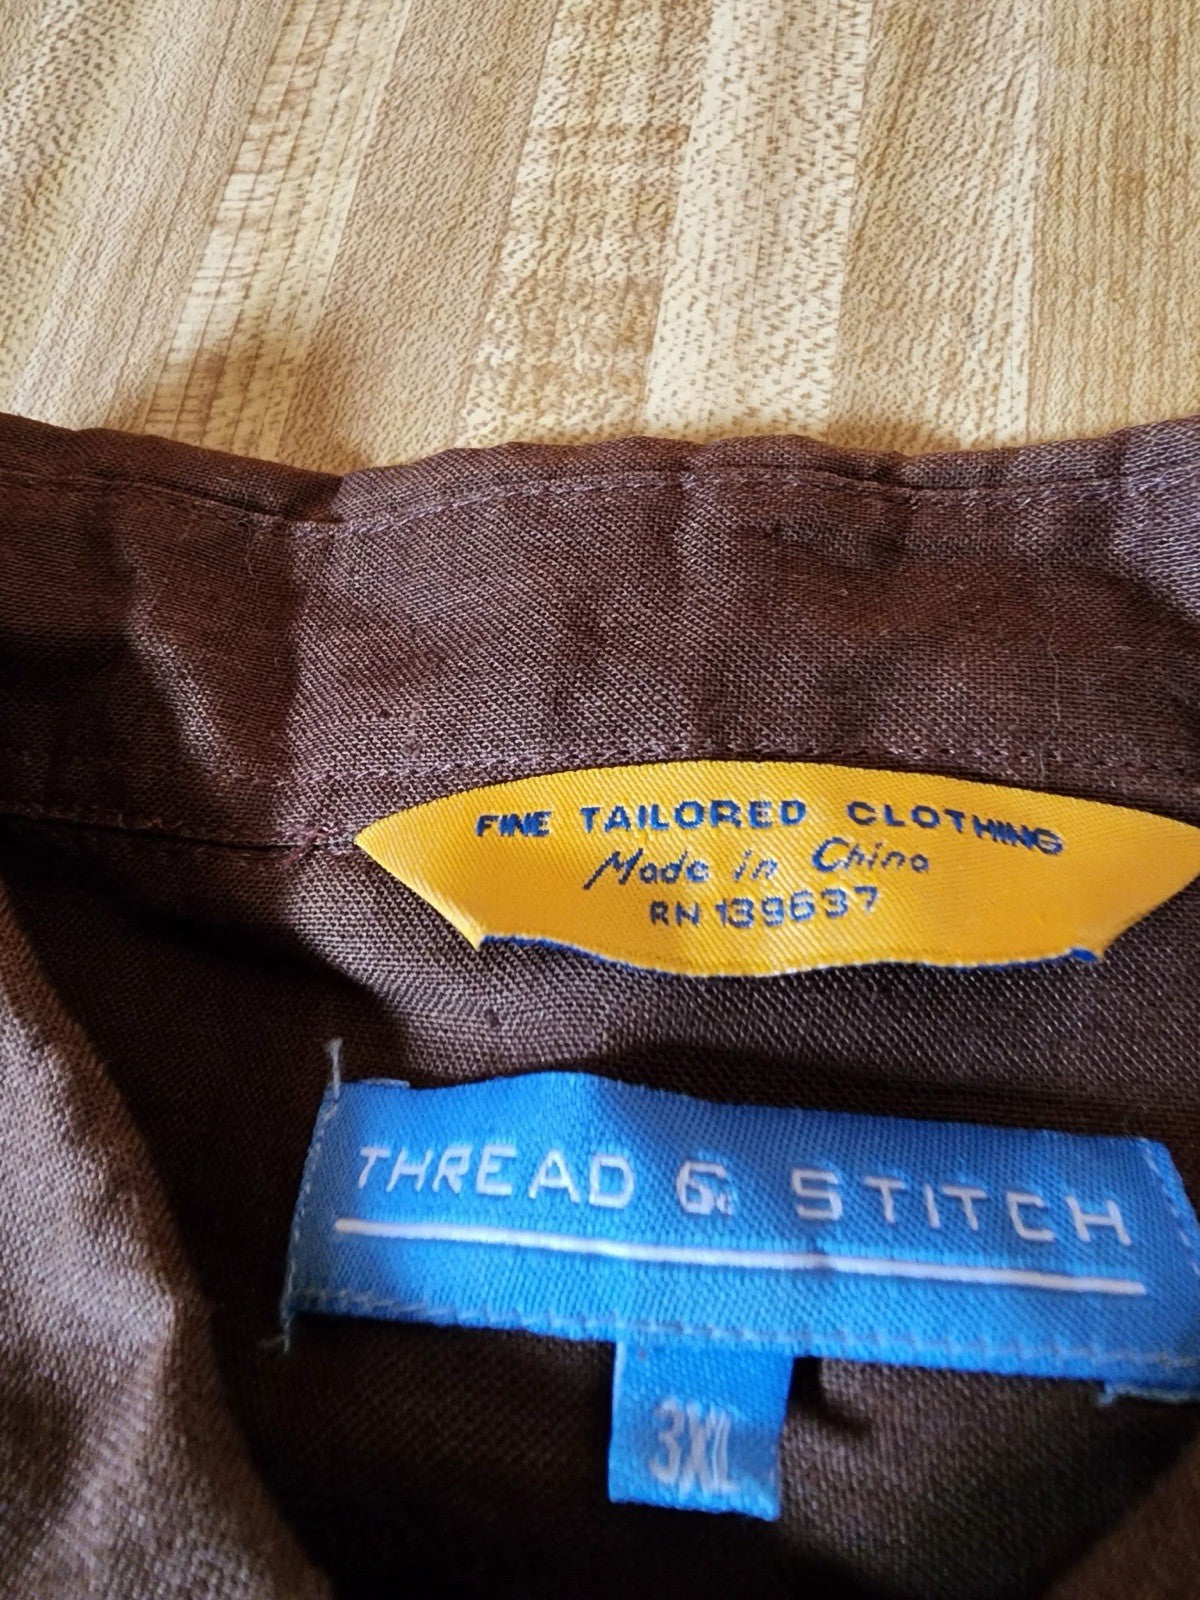 FINE TAILORED CLOTHING
Made in China
RN 139637
THREAD & STITCH
3XL